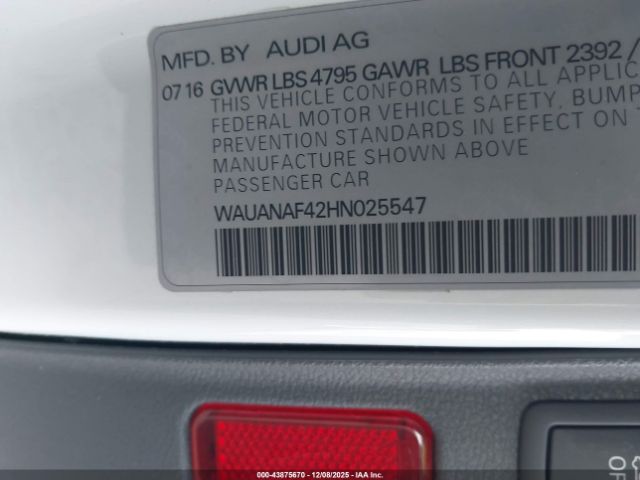 MFD. BY AUDI AG
07 16 GVWR LBS 4795 GAWR LBS FRONT 2392 /
THIS VEHICLE CONFORMS TO ALL APPLIC
FEDERAL MOTOR VEHICLE SAFETY, BUMP
PREVENTION STANDARDS IN EFFECT ON T
MANUFACTURE SHOWN ABOVE
PASSENGER CAR
WAUANAF42HN025547
OF
000-43875670 - 12/08/2025 - IAA, Inc.